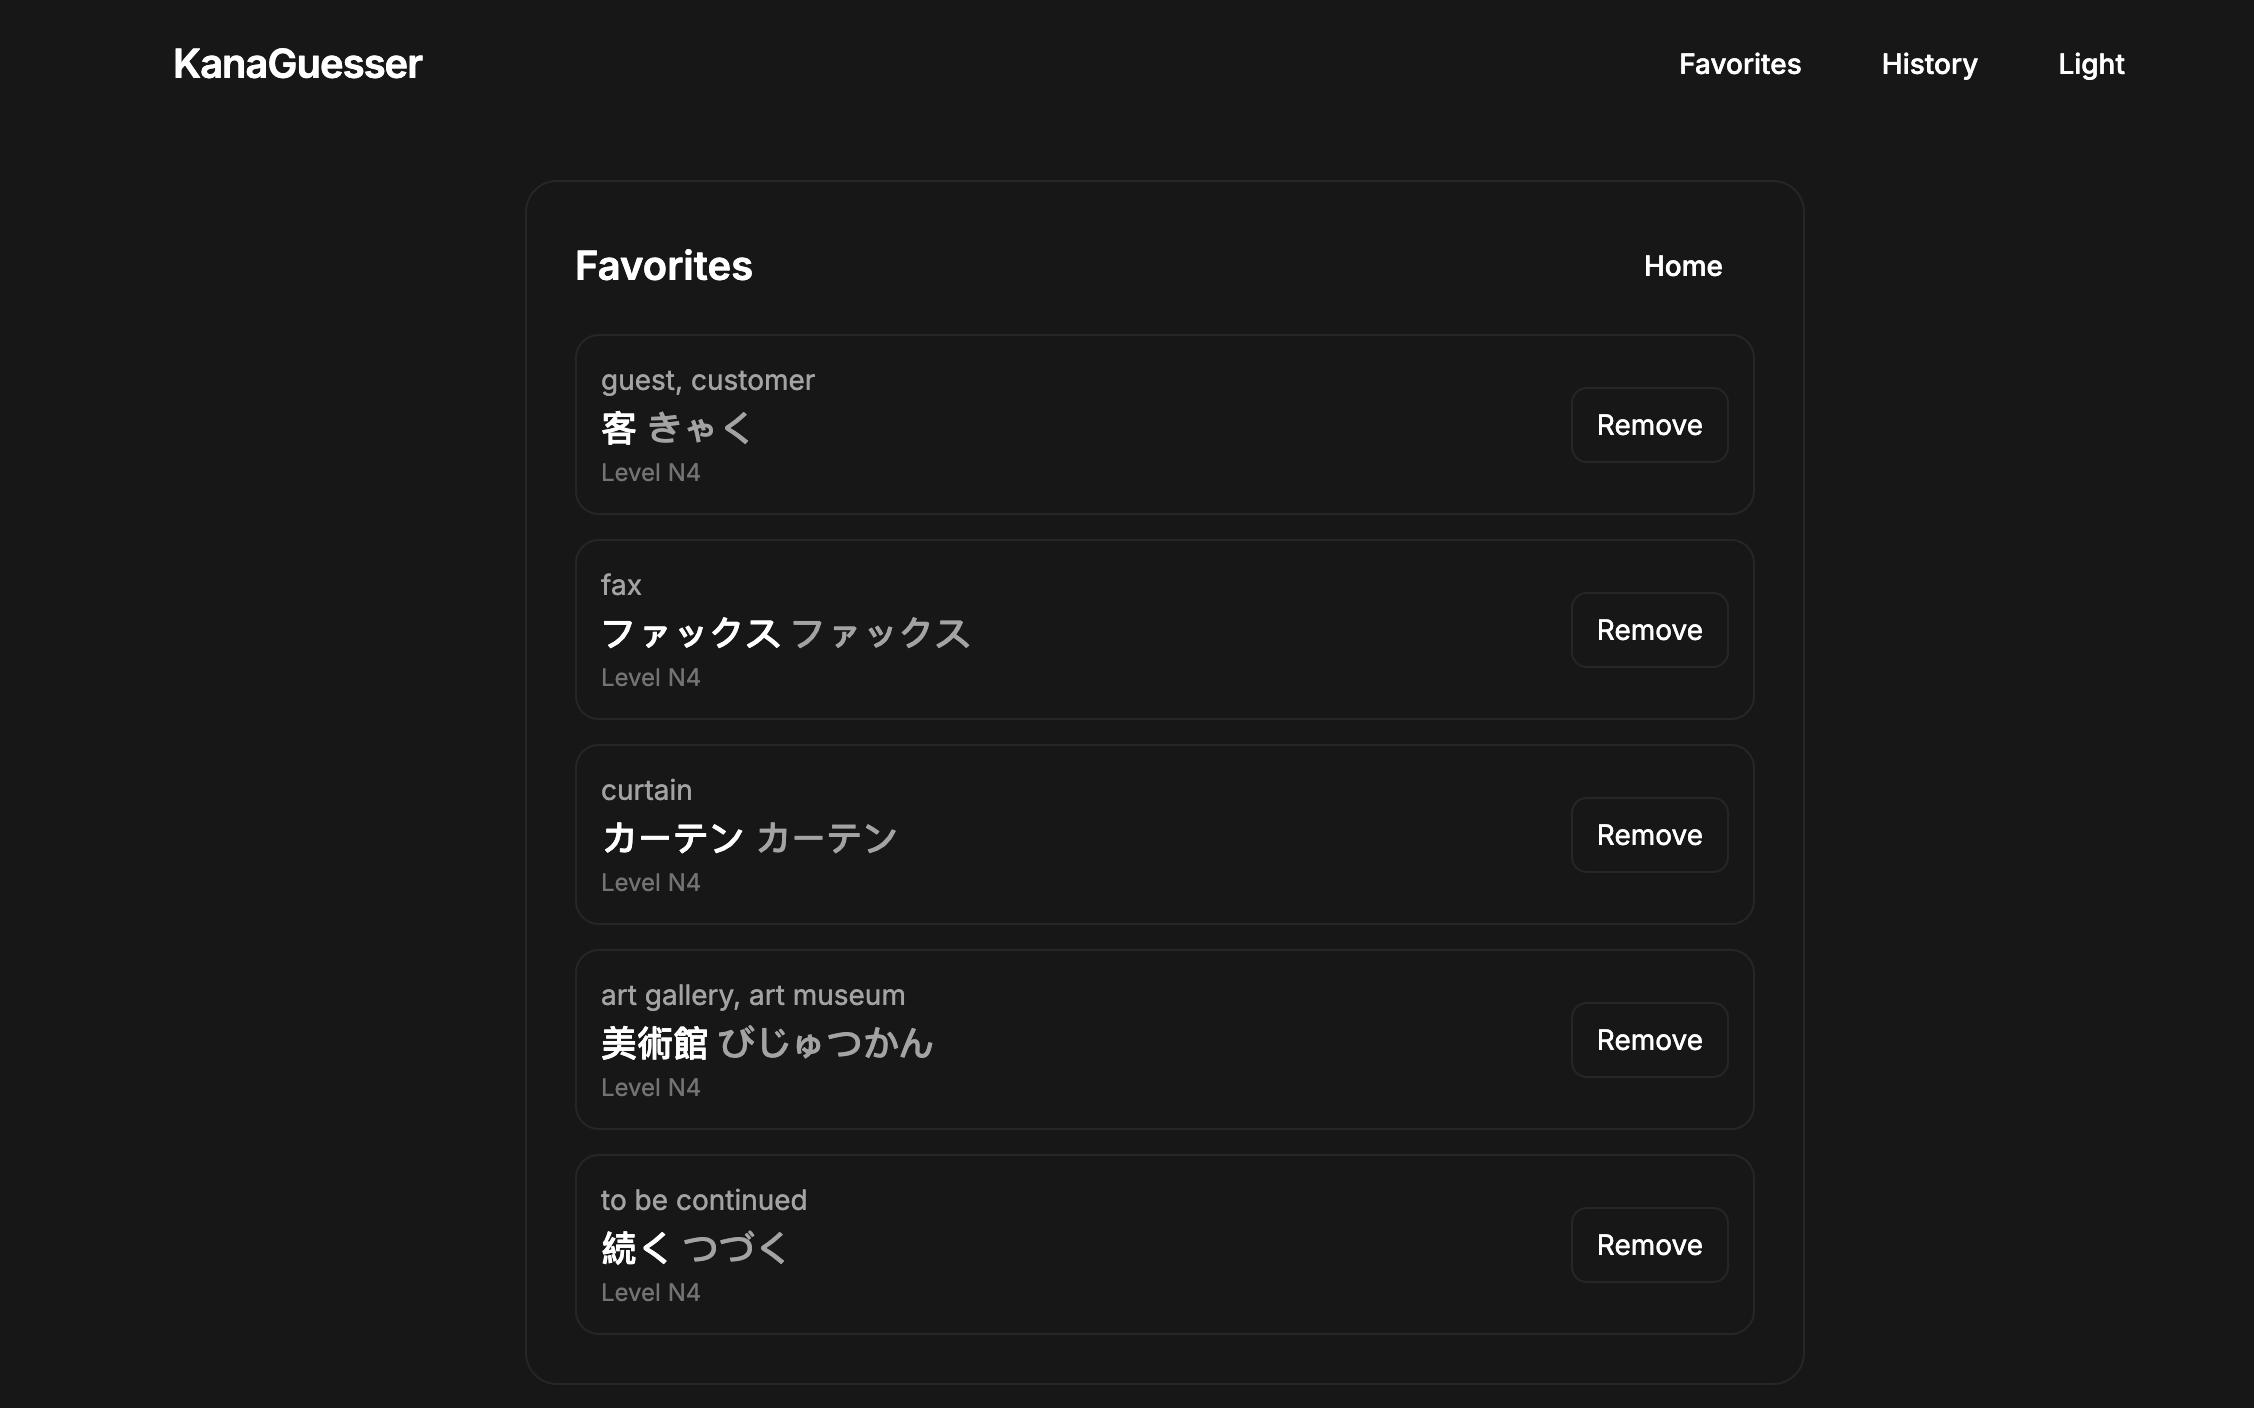 KanaGuesser
Favorites History Light
Favorites
Home
guest, customer
客 きゃく
Level N4
Remove
fax
ファックス ファックス
Level N4
Remove
curtain
カーテン カーテン
Level N4
Remove
art gallery, art museum
美術館 びじゅつかん
Level N4
Remove
to be continued
続く つづく
Level N4
Remove